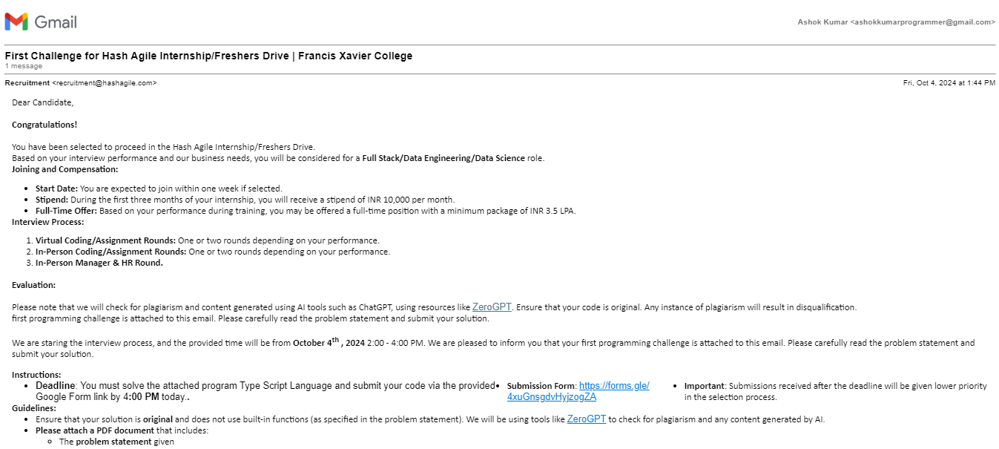 Gmail
Ashok Kumar <ashokkumarprogrammer@gmail.com>
First Challenge for Hash Agile Internship/Freshers Drive | Francis Xavier College
1 message
Recruitment <recruitment@hashagile.com>
Fri, Oct 4, 2024 at 1:44 PM
Dear Candidate,
Congratulations!
You have been selected to proceed in the Hash Agile Internship/Freshers Drive.
Based on your interview performance and our business needs, you will be considered for a Full Stack/Data Engineering/Data Science role.
Joining and Compensation:
• Start Date: You are expected to join within one week if selected.
• Stipend: During the first three months of your internship, you will receive a stipend of INR 10,000 per month.
• Full-Time Offer: Based on your performance during training, you may be offered a full-time position with a minimum package of INR 3.5 LPA.
Interview Process:
1. Virtual Coding/Assignment Rounds: One or two rounds depending on your performance.
2. In-Person Coding/Assignment Rounds: One or two rounds depending on your performance.
3. In-Person Manager & HR Round.
Evaluation:
Please note that we will check for plagiarism and content generated using AI tools such as ChatGPT, using resources like ZeroGPT. Ensure that your code is original. Any instance of plagiarism will result in disqualification.
first programming challenge is attached to this email. Please carefully read the problem statement and submit your solution.
We are staring the interview process, and the provided time will be from October 4th , 2024 2:00 - 4:00 PM. We are pleased to inform you that your first programming challenge is attached to this email. Please carefully read the problem statement and
submit your solution.
Instructions:
• Deadline: You must solve the attached program Type Script Language and submit your code via the provided
Google Form link by 4:00 PM today..
• Submission Form: https://forms.gle/
4xuGnsgdvHyjzogZA
• Important: Submissions received after the deadline will be given lower priority
in the selection process.
Guidelines:
• Ensure that your solution is original and does not use built-in functions (as specified in the problem statement). We will be using tools like ZeroGPT to check for plagiarism and any content generated by AI.
• Please attach a PDF document that includes:
○ The problem statement given